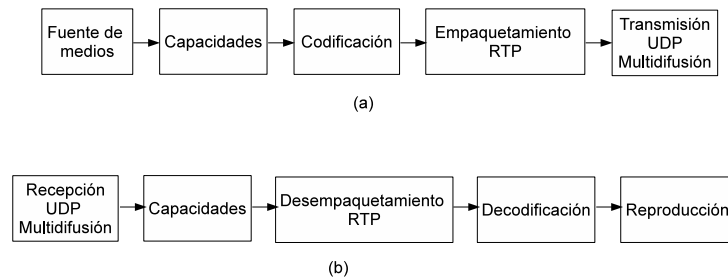 Fuente de
medios
Capacidades
Codificación
Empaquetamiento
RTP
Transmisión
UDP
Multidifusión
(a)
Recepción
UDP
Multidifusión
Capacidades
Desempaquetamiento
RTP
Decodificación
Reproducción
(b)